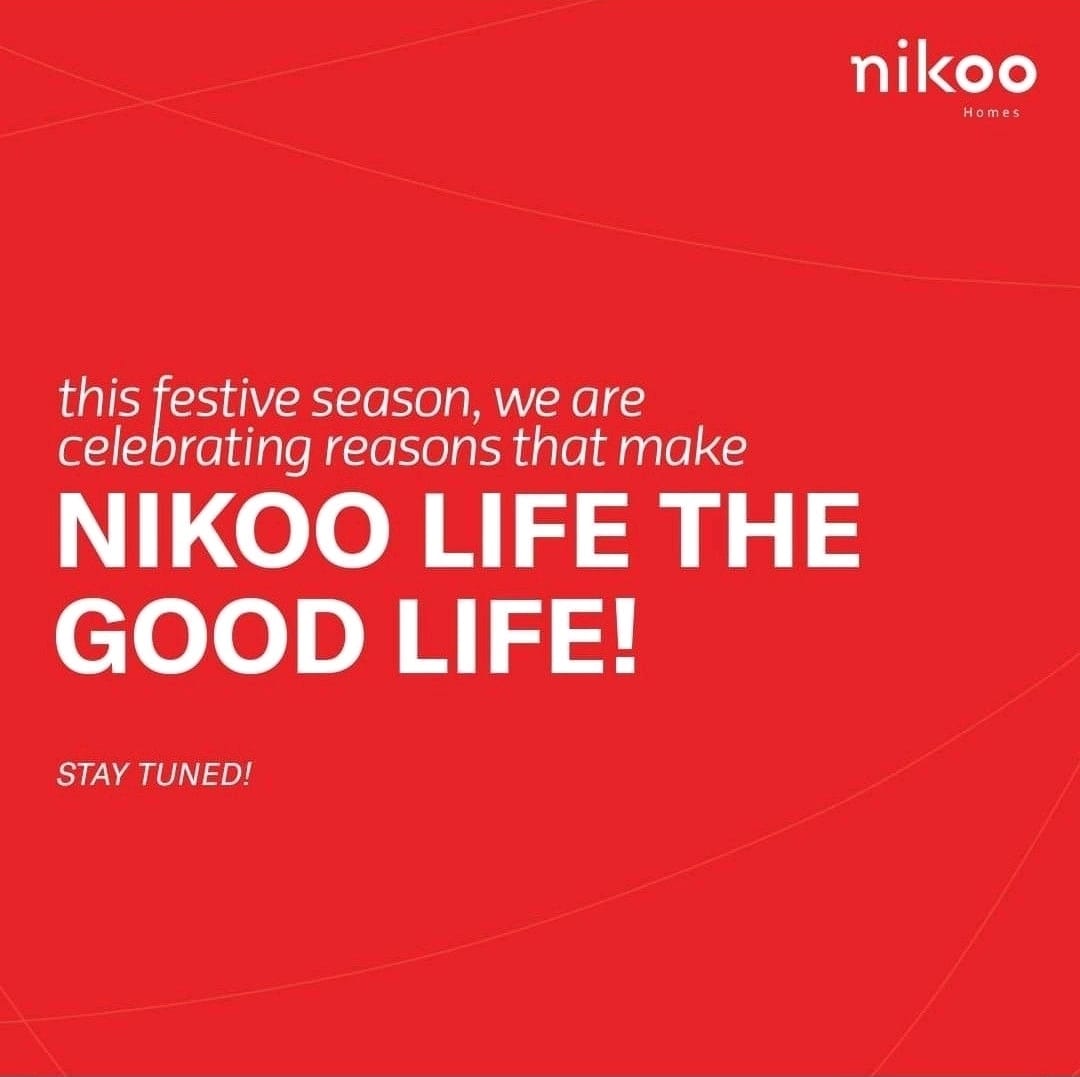 nikoo
Homes
this festive season, we are
celebrating reasons that make
NIKOO LIFE THE
GOOD LIFE!
STAY TUNED!